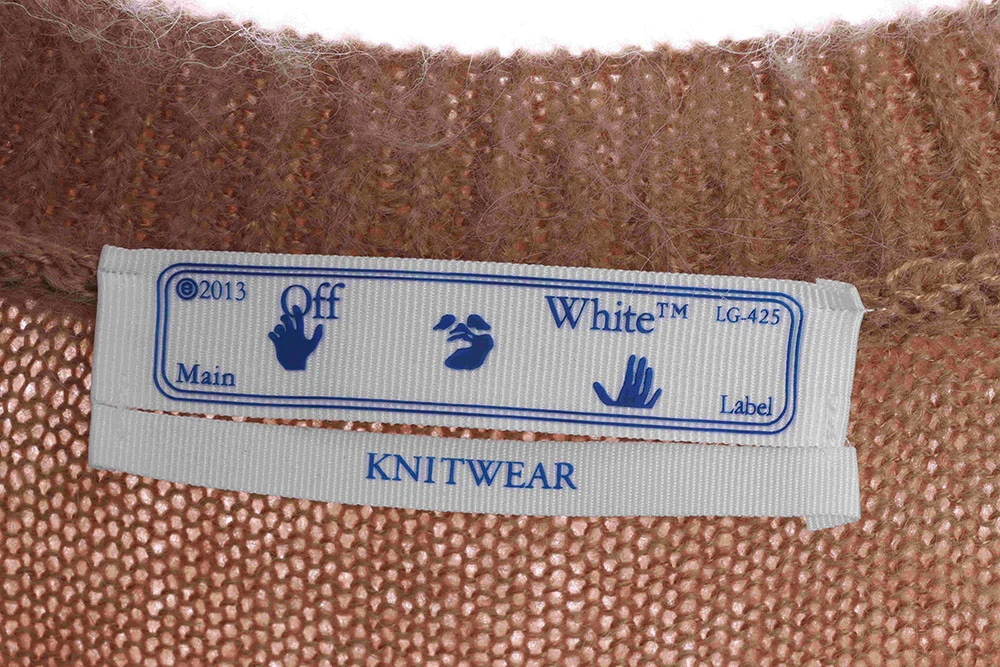 ©2013 Off White™ LG-425
Main Label
KNITWEAR